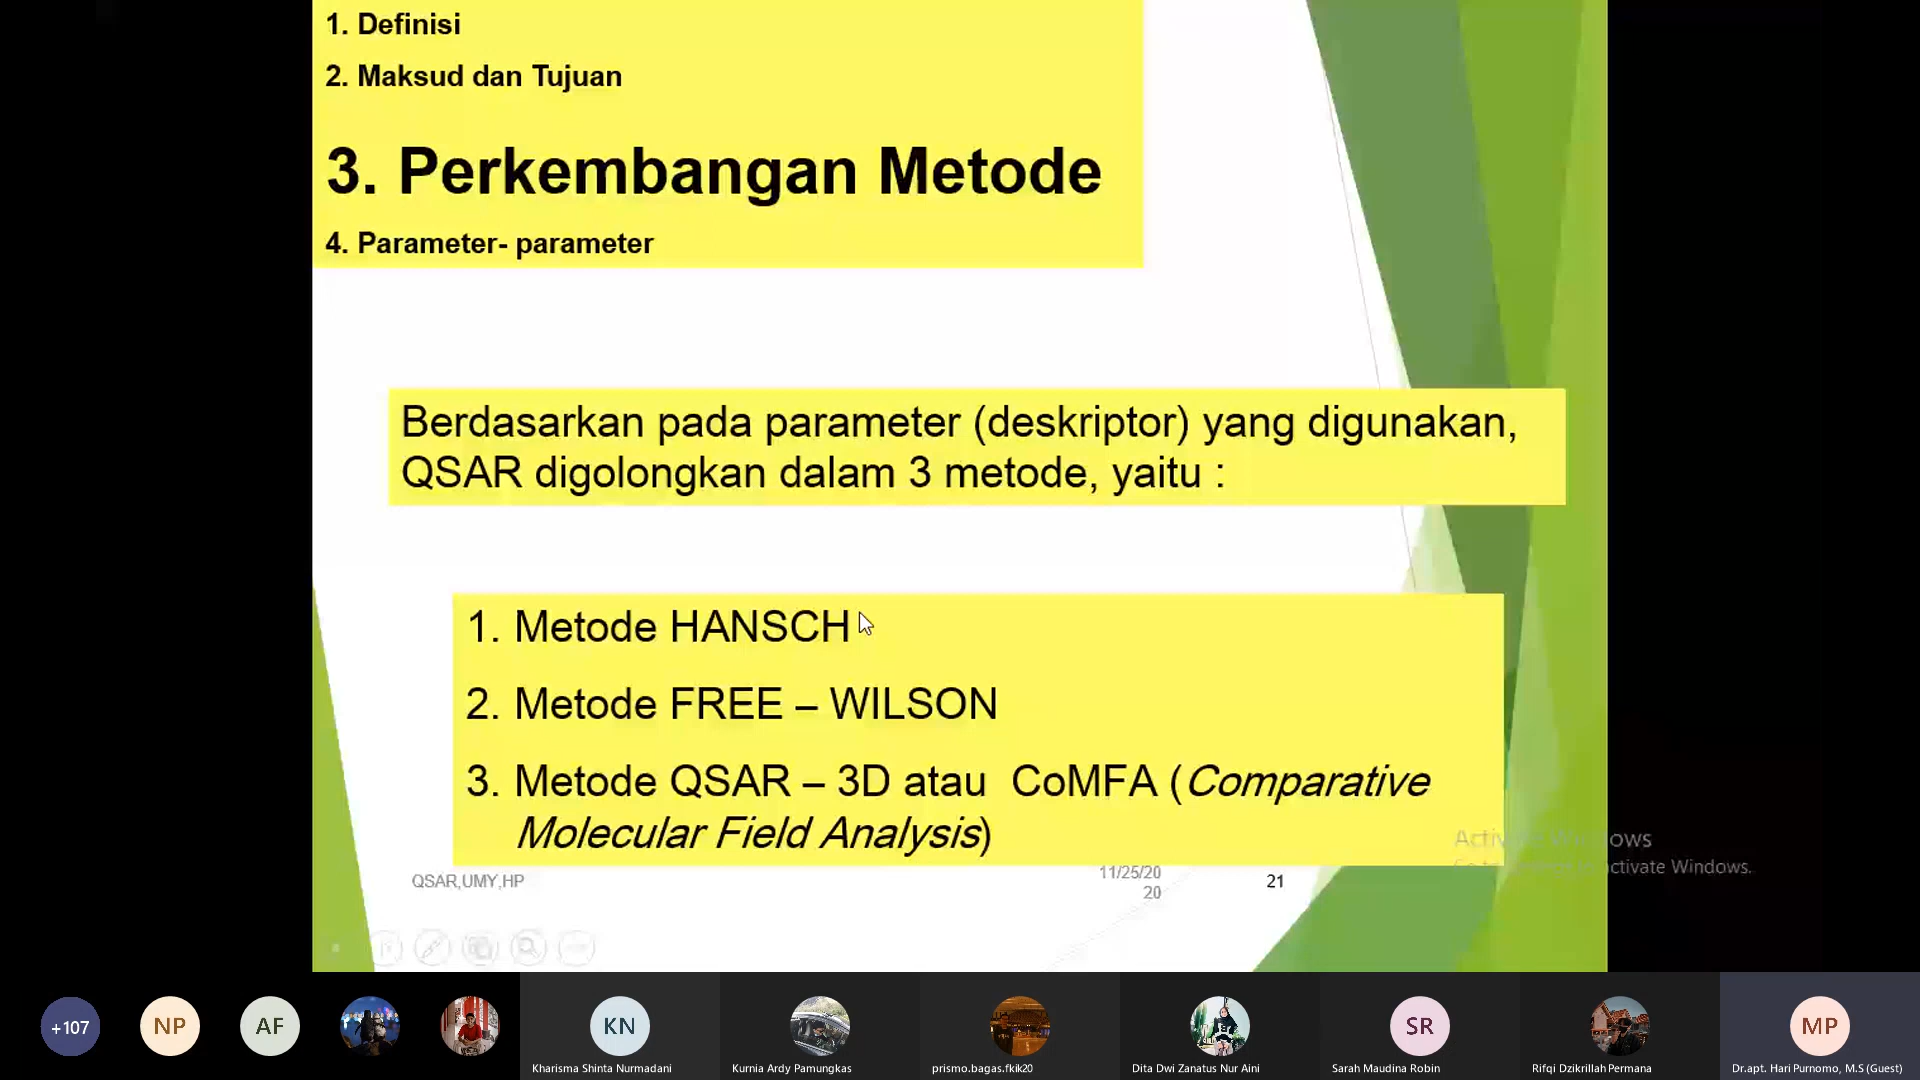 1. Definisi
2. Maksud dan Tujuan
3. Perkembangan Metode
4. Parameter- parameter
Berdasarkan pada parameter (deskriptor) yang digunakan,
QSAR digolongkan dalam 3 metode, yaitu :
1. Metode HANSCH
2. Metode FREE – WILSON
3. Metode QSAR – 3D atau CoMFA (Comparative
Molecular Field Analysis)
QSAR,UMY,HP
11/25/20
20
21
Activate Windows
Go to Settings to activate Windows.
+107
NP
AF
KN
SR
MP
Kharisma Shinta Nurmadani
Kurnia Ardy Pamungkas
prismo.bagas.fkik20
Dita Dwi Zanatus Nur Aini
Sarah Maudina Robin
Rifqi Dzikrillah Permana
Dr.apt. Hari Purnomo, M.S (Guest)